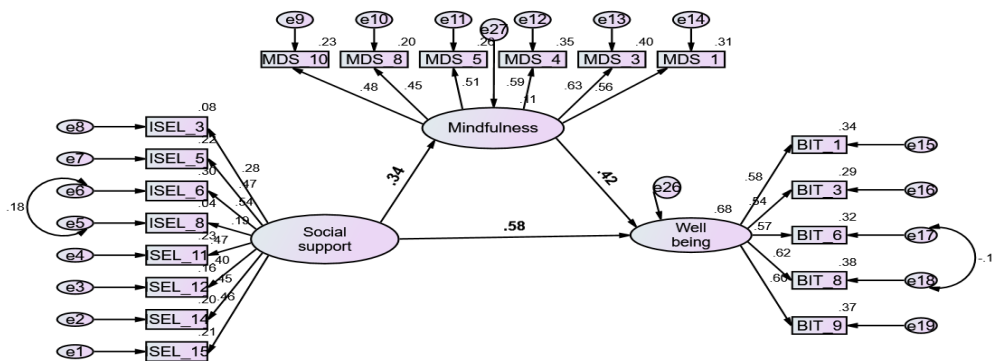 e9 e10 e11 e27 e12 e13 e14
.23 .20 .26 .35 .40 .31
MDS_10 MDS_8 MDS_5 MDS_4 MDS_3 MDS_1
.48 .45 .51 .59 .11 .63 .56
Mindfulness
.34
.42
.58
e8 ISEL_3 .08 .28
e7 ISEL_5 .22 .47
e6 ISEL_6 .30 .54
.18
e5 ISEL_8 .04 .19
e4 SEL_11 .23 .47
e3 SEL_12 .16 .40
e2 SEL_14 .20 .45
e1 SEL_15 .21 .46
Social
support
e26
.68
Well
being
.58 BIT_1 .34 e15
.54 BIT_3 .29 e16
.57 BIT_6 .32 e17
-.1
.62 BIT_8 .38 e18
BIT_9 .37 e19